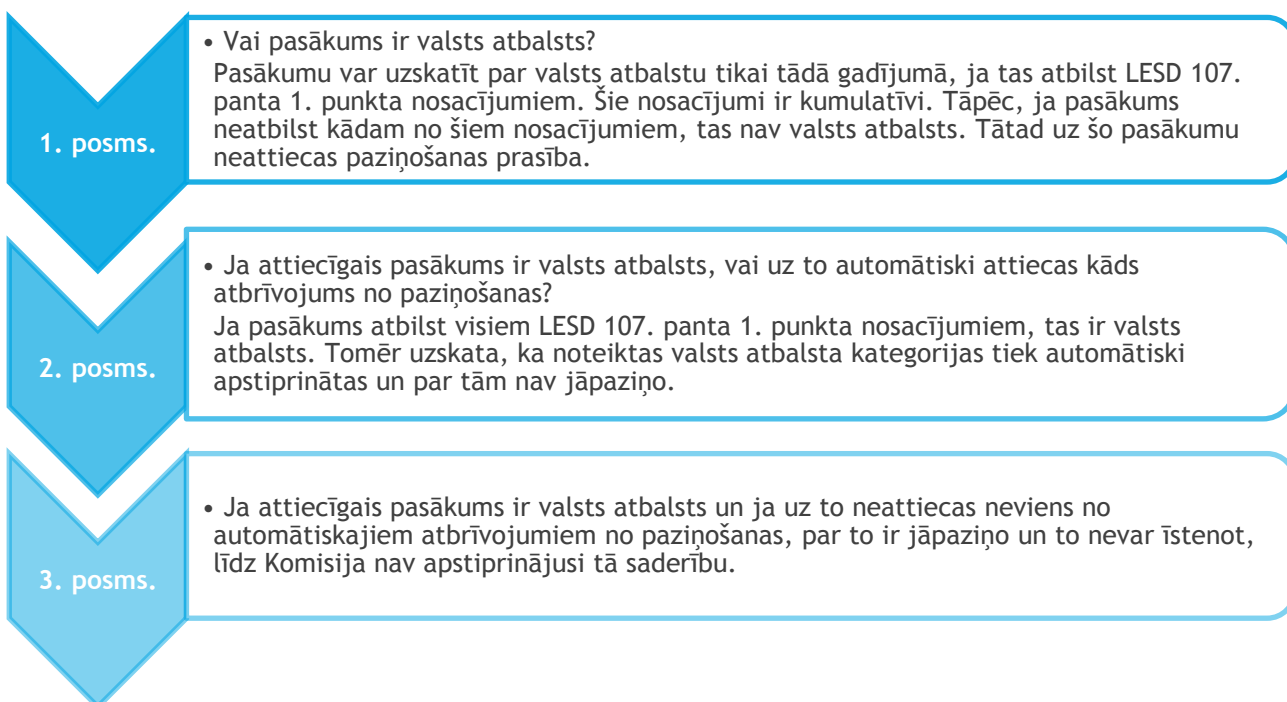 1. posms.
• Vai pasākums ir valsts atbalsts?
Pasākumu var uzskatīt par valsts atbalstu tikai tādā gadījumā, ja tas atbilst LESD 107.
panta 1. punkta nosacījumiem. Šie nosacījumi ir kumulatīvi. Tāpēc, ja pasākums
neatbilst kādam no šiem nosacījumiem, tas nav valsts atbalsts. Tātad uz šo pasākumu
neattiecas paziņošanas prasība.
2. posms.
• Ja attiecīgais pasākums ir valsts atbalsts, vai uz to automātiski attiecas kāds
atbrīvojums no paziņošanas?
Ja pasākums atbilst visiem LESD 107. panta 1. punkta nosacījumiem, tas ir valsts
atbalsts. Tomēr uzskata, ka noteiktas valsts atbalsta kategorijas tiek automātiski
apstiprinātas un par tām nav jāpaziņo.
3. posms.
• Ja attiecīgais pasākums ir valsts atbalsts un ja uz to neattiecas neviens no
automātiskajiem atbrīvojumiem no paziņošanas, par to ir jāpaziņo un to nevar īstenot,
līdz Komisija nav apstiprinājusi tā saderību.